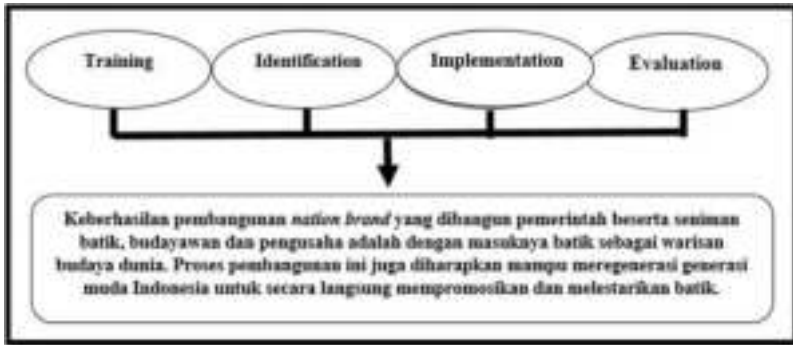 Training
Identification
Implementation
Evaluation
Keberhasilan pembangunan nation brand yang dibangun pemerintah beserta seniman
batik, budayawan dan pengusaha adalah dengan masuknya batik sebagai warisan
budaya dunia. Proses pembangunan ini juga diharapkan mampu meregenerasi generasi
muda Indonesia untuk secara langsung mempromosikan dan melestarikan batik.